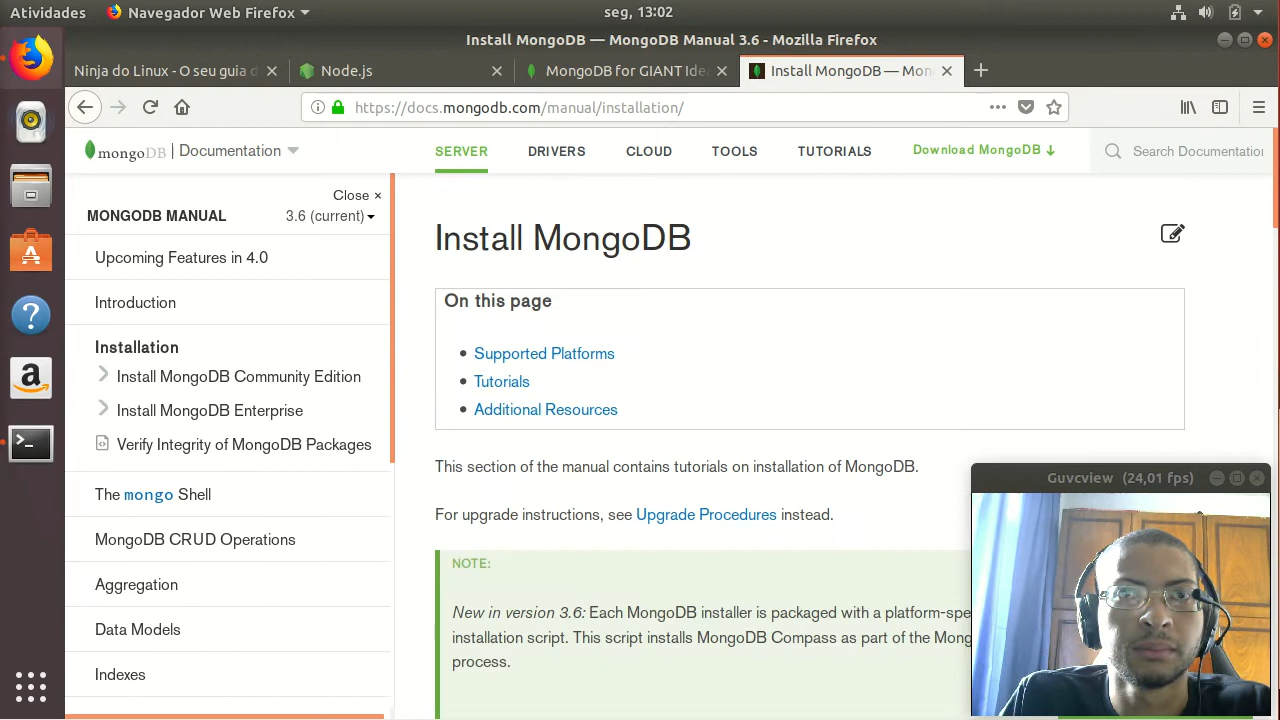 Atividades
Navegador Web Firefox
seg, 13:02
Install MongoDB — MongoDB Manual 3.6 - Mozilla Firefox
Ninja do Linux - O seu guia d
Node.js
MongoDB for GIANT Ide
Install MongoDB — Mon
https://docs.mongodb.com/manual/installation/
mongoDB | Documentation
SERVER
DRIVERS
CLOUD
TOOLS
TUTORIALS
Download MongoDB
Search Documentation
Close ×
MONGODB MANUAL
3.6 (current)
Upcoming Features in 4.0
Introduction
Installation
Install MongoDB Community Edition
Install MongoDB Enterprise
Verify Integrity of MongoDB Packages
The mongo Shell
MongoDB CRUD Operations
Aggregation
Data Models
Indexes
Install MongoDB
On this page
• Supported Platforms
• Tutorials
• Additional Resources
This section of the manual contains tutorials on installation of MongoDB.
For upgrade instructions, see Upgrade Procedures instead.
NOTE:
New in version 3.6: Each MongoDB installer is packaged with a platform-spe
installation script. This script installs MongoDB Compass as part of the Mong
process.
Guvcview (24,01 fps)